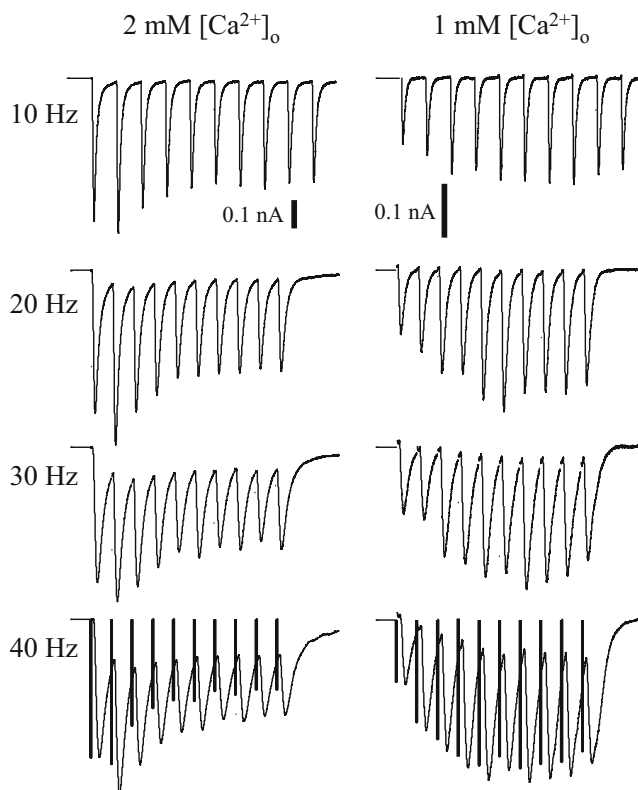 2 mM [Ca²⁺]ₒ
1 mM [Ca²⁺]ₒ
10 Hz
0.1 nA
0.1 nA
20 Hz
30 Hz
40 Hz